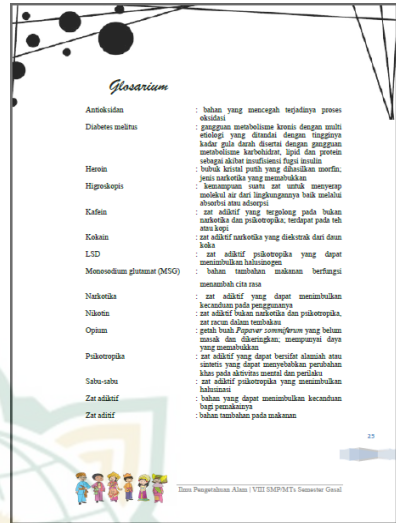 Glosarium
Antioksidan : bahan yang mencegah terjadinya proses
oksidasi
Diabetes melitus : gangguan metabolisme kronis dengan multi
etiologi yang ditandai dengan tingginya
kadar gula darah disertai dengan gangguan
metabolisme karbohidrat, lipid dan protein
sebagai akibat insufisiensi fugsi insulin
Heroin : bubuk kristal putih yang dihasilkan morfin;
jenis narkotika yang memabukkan
Higroskopis : kemampuan suatu zat untuk menyerap
molekul air dari lingkungannya baik melalui
absorbsi atau adsorpsi
Kafein : zat adiktif yang tergolong pada bukan
narkotika dan psikotropika; terdapat pada teh
atau kopi
Kokain : zat adiktif narkotika yang diekstrak dari daun
koka
LSD : zat adiktif psikotropika yang dapat
menimbulkan halusinogen
Monosodium glutamat (MSG) : bahan tambahan makanan berfungsi
menambah cita rasa
Narkotika : zat adiktif yang dapat menimbulkan
kecanduan pada penggunanya
Nikotin : zat adiktif bukan narkotika dan psikotropika,
zat racun dalam tembakau
Opium : getah buah Papaver sommiferum yang belum
masak dan dikeringkan; mempunyai daya
yang memabukkan
Psikotropika : zat adiktif yang dapat bersifat alamiah atau
sintetis yang dapat menyebabkan perubahan
khas pada aktivitas mental dan perilaku
Sabu-sabu : zat adiktif psikotropika yang menimbulkan
halusinasi
Zat adiktif : bahan yang dapat menimbulkan kecanduan
bagi pemakainya
Zat aditif : bahan tambahan pada makanan
25
Ilmu Pengetahuan Alam | VIII SMP/MTs Semester Gasal